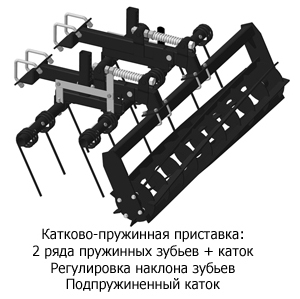 Катково-пружинная приставка:
2 ряда пружинных зубьев + каток
Регулировка наклона зубьев
Подпружиненный каток